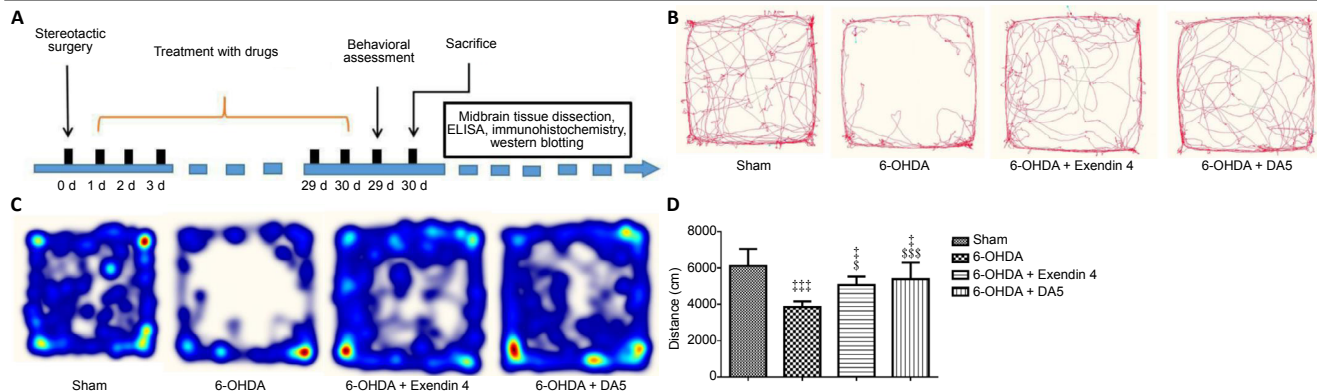 A
Stereotactic
surgery
Treatment with drugs
Behavioral
assessment
Sacrifice
Midbrain tissue dissection,
ELISA, immunohistochemistry,
western blotting
0 d 1 d 2 d 3 d 29 d 30 d 29 d 30 d
B
Sham 6-OHDA 6-OHDA + Exendin 4 6-OHDA + DA5
C
Sham 6-OHDA 6-OHDA + Exendin 4 6-OHDA + DA5
D
Distance (cm)
8000
6000
4000
2000
0
‡‡‡
‡
$
‡
$$$
Sham
6-OHDA
6-OHDA + Exendin 4
6-OHDA + DA5